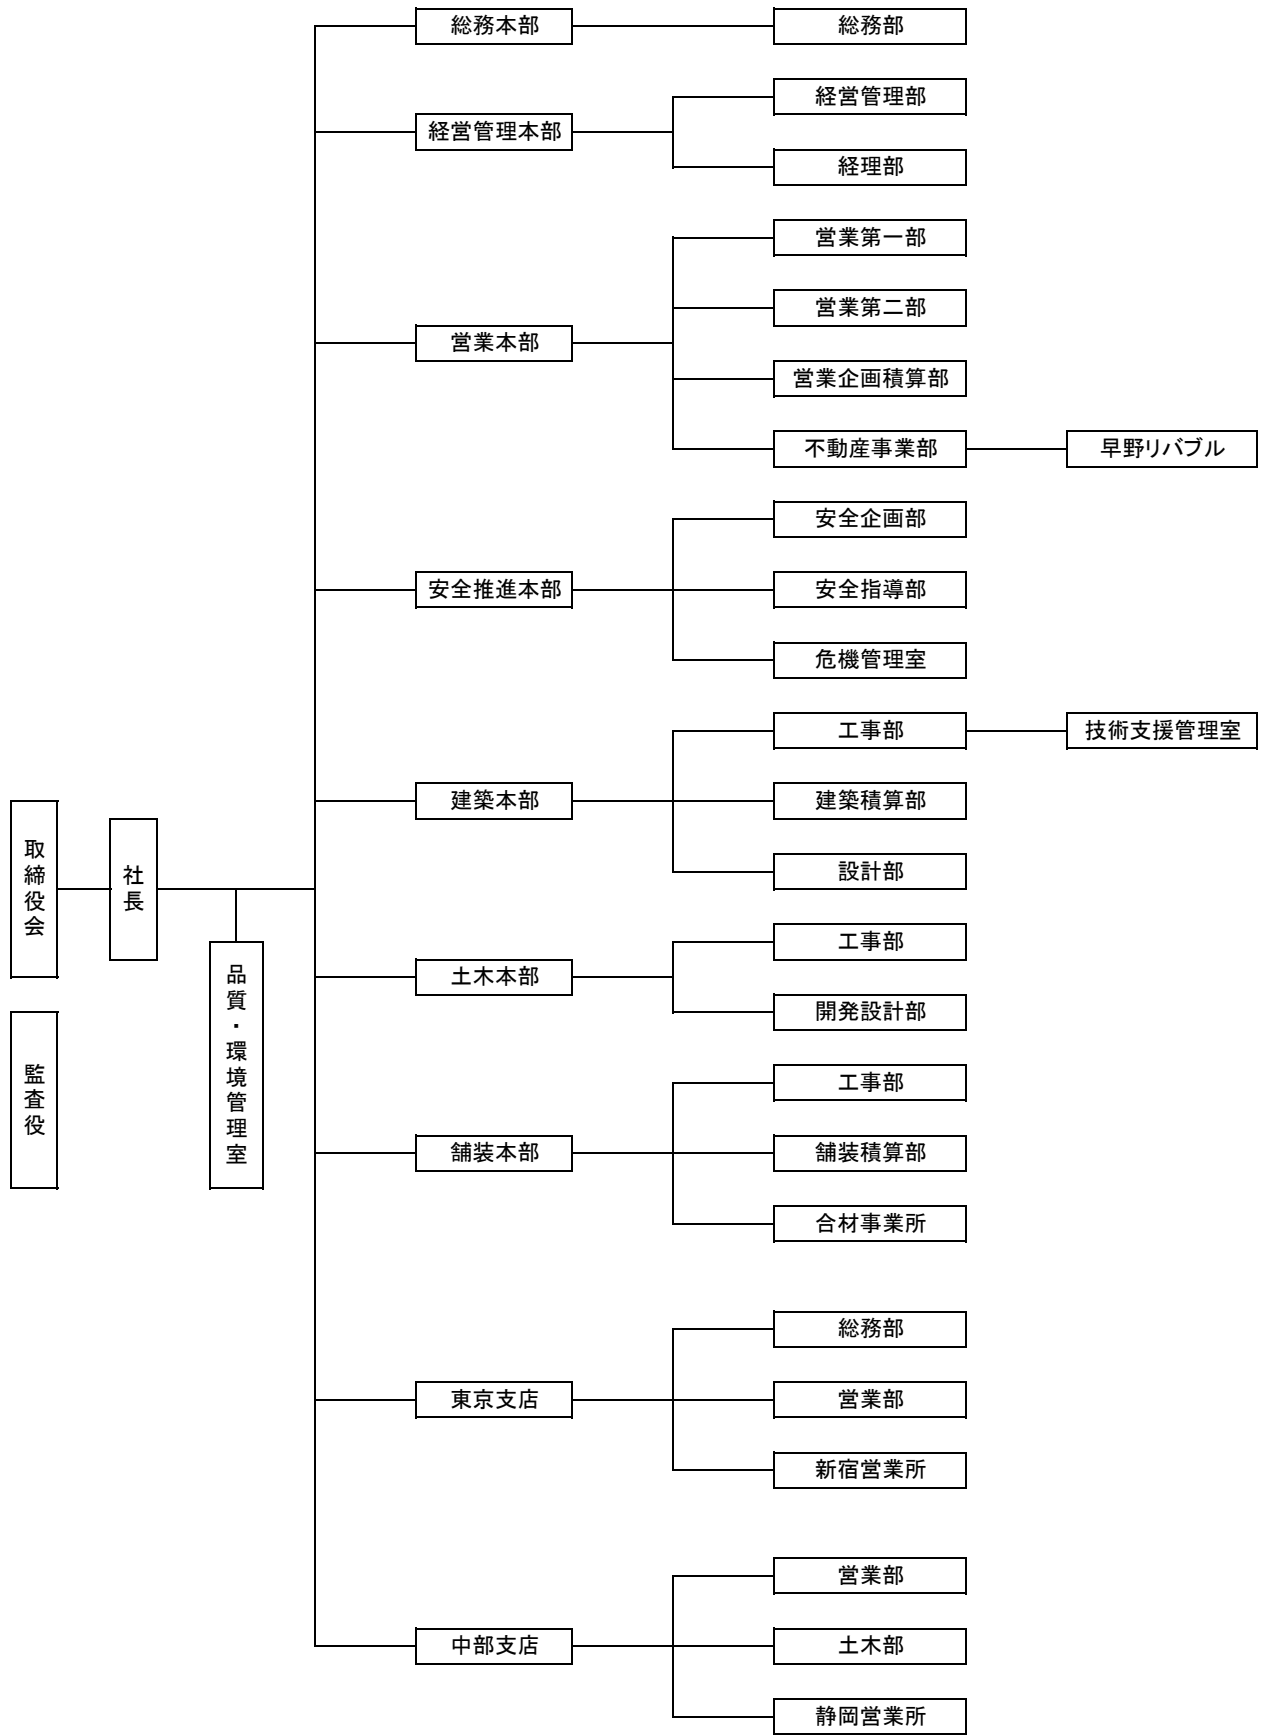 取締役会
監査役
社長
品質・環境管理室
総務本部
総務部
経営管理本部
経営管理部
経理部
営業本部
営業第一部
営業第二部
営業企画積算部
不動産事業部
早野リバブル
安全推進本部
安全企画部
安全指導部
危機管理室
建築本部
工事部
技術支援管理室
建築積算部
設計部
土木本部
工事部
開発設計部
舗装本部
工事部
舗装積算部
合材事業所
東京支店
総務部
営業部
新宿営業所
中部支店
営業部
土木部
静岡営業所